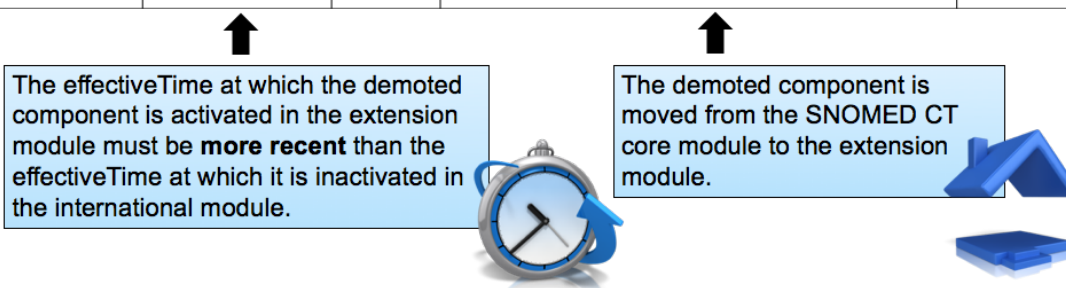 The effectiveTime at which the demoted
component is activated in the extension
module must be more recent than the
effectiveTime at which it is inactivated in
the international module.
The demoted component is
moved from the SNOMED CT
core module to the extension
module.